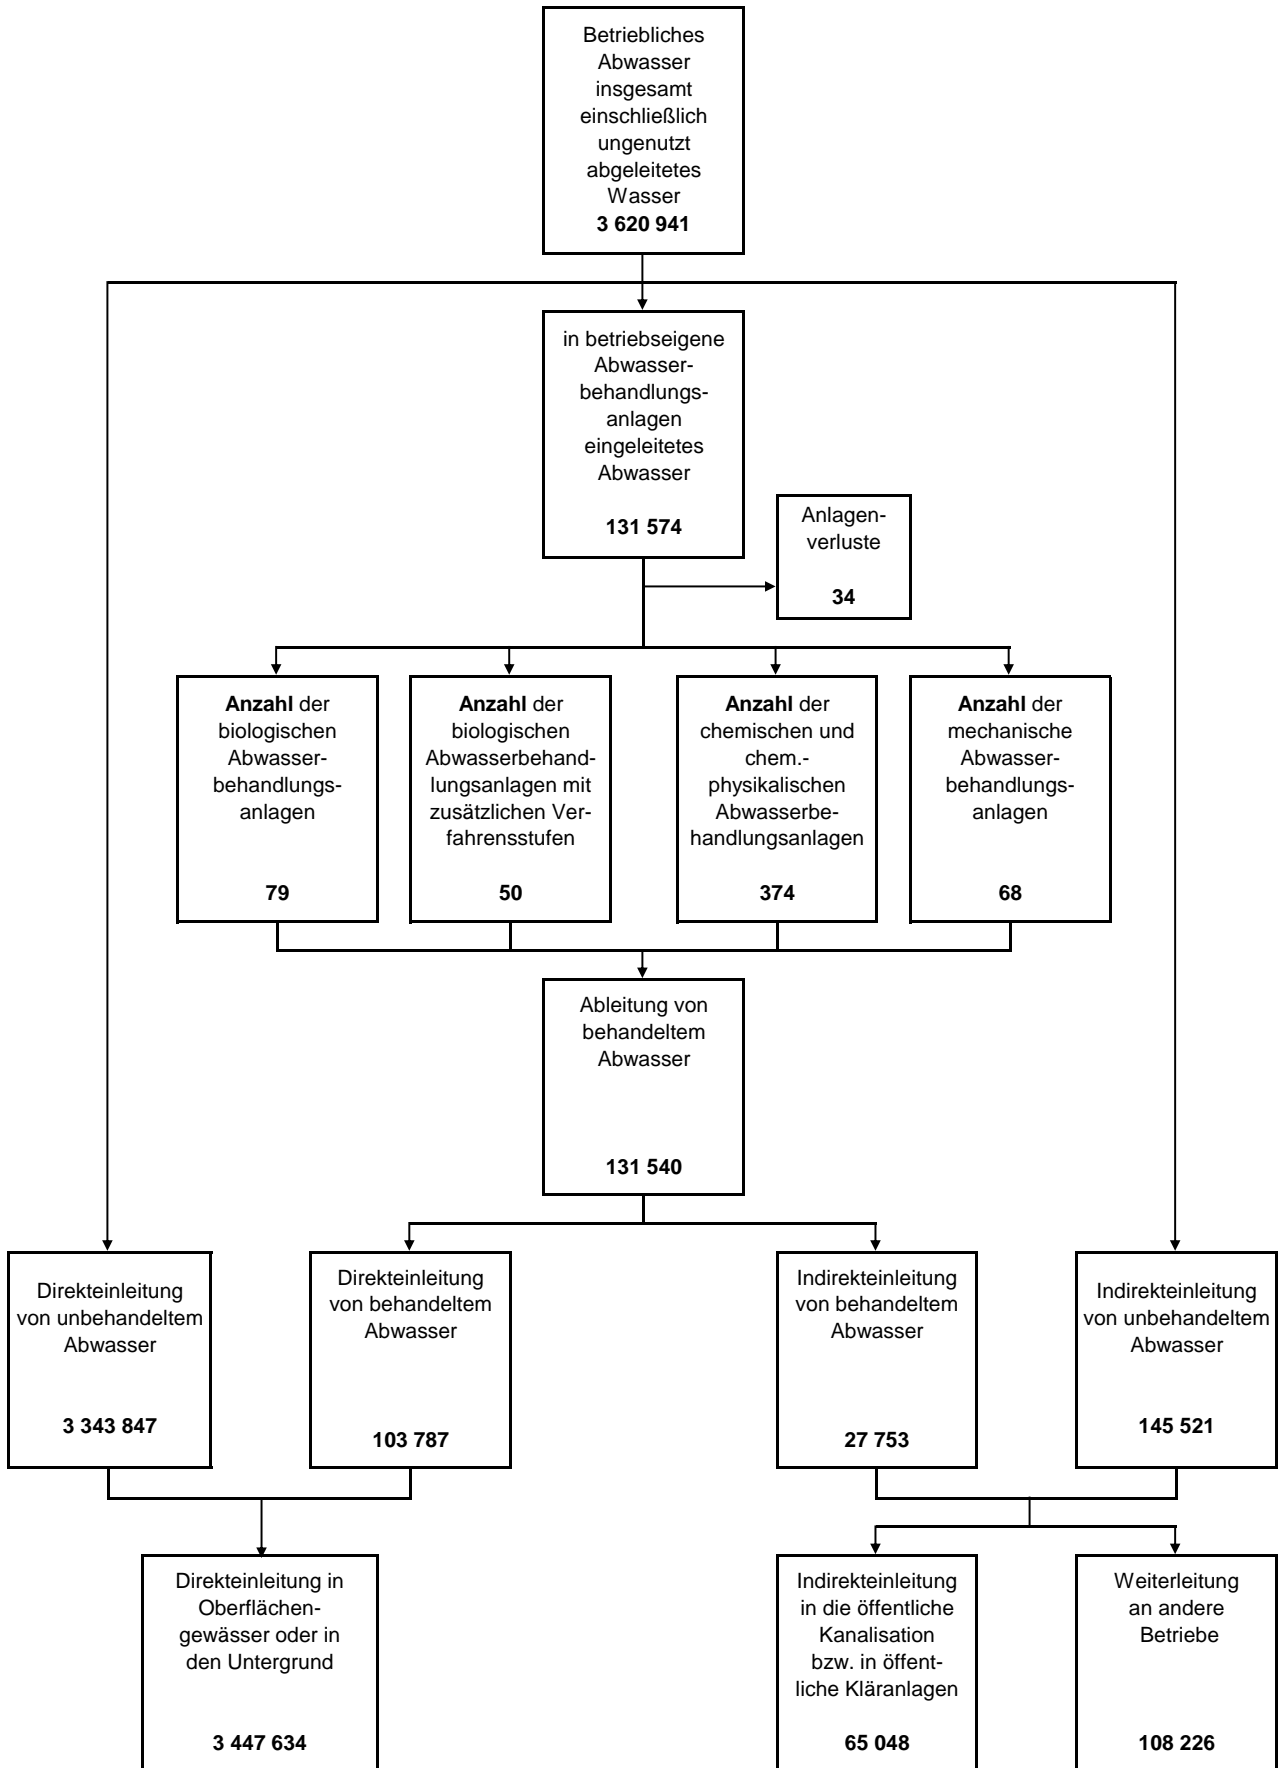 Betriebliches
Abwasser
insgesamt
einschließlich
ungenutzt
abgeleitetes
Wasser
3 620 941
in betriebseigene
Abwasser-
behandlungs-
anlagen
eingeleitetes
Abwasser
131 574
Anlagen-
verluste
34
Anzahl der
biologischen
Abwasser-
behandlungs-
anlagen
79
Anzahl der
biologischen
Abwasserbehand-
lungsanlagen mit
zusätzlichen Ver-
fahrensstufen
50
Anzahl der
chemischen und
chem.-
physikalischen
Abwasserbe-
handlungsanlagen
374
Anzahl der
mechanische
Abwasser-
behandlungs-
anlagen
68
Ableitung von
behandeltem
Abwasser
131 540
Direkteinleitung
von unbehandeltem
Abwasser
3 343 847
Direkteinleitung
von behandeltem
Abwasser
103 787
Indirekteinleitung
von behandeltem
Abwasser
27 753
Indirekteinleitung
von unbehandeltem
Abwasser
145 521
Direkteinleitung in
Oberflächen-
gewässer oder in
den Untergrund
3 447 634
Indirekteinleitung
in die öffentliche
Kanalisation
bzw. in öffent-
liche Kläranlagen
65 048
Weiterleitung
an andere
Betriebe
108 226